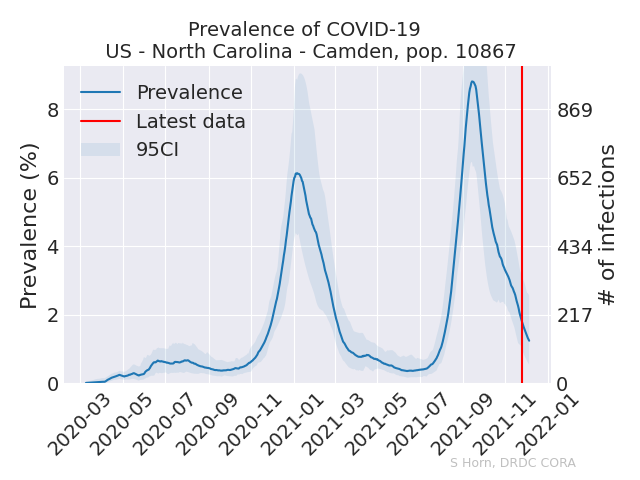 Prevalence of COVID-19
US - North Carolina - Camden, pop. 10867
Prevalence
Latest data
95CI
Prevalence (%)
8
6
4
2
0
869
652
434
217
0
# of infections
2020-03
2020-05
2020-07
2020-09
2020-11
2021-01
2021-03
2021-05
2021-07
2021-09
2021-11
2022-01
S Horn, DRDC CORA